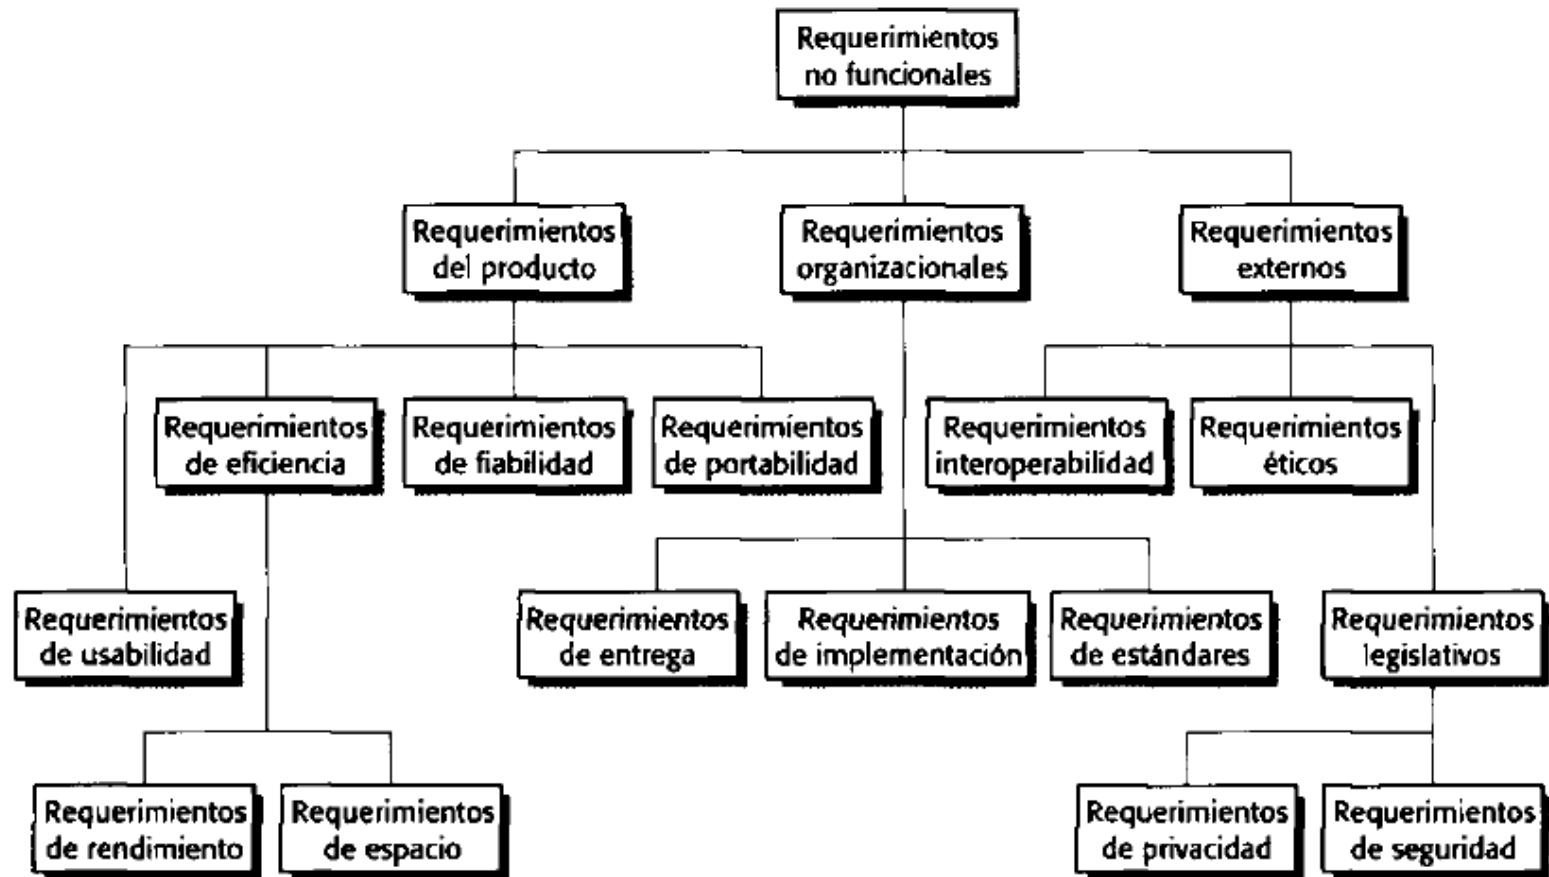 Requerimientos
no funcionales
Requerimientos
del producto
Requerimientos
organizacionales
Requerimientos
externos
Requerimientos
de eficiencia
Requerimientos
de fiabilidad
Requerimientos
de portabilidad
Requerimientos
interoperabilidad
Requerimientos
éticos
Requerimientos
de usabilidad
Requerimientos
de entrega
Requerimientos
de implementación
Requerimientos
de estándares
Requerimientos
legislativos
Requerimientos
de rendimiento
Requerimientos
de espacio
Requerimientos
de privacidad
Requerimientos
de seguridad